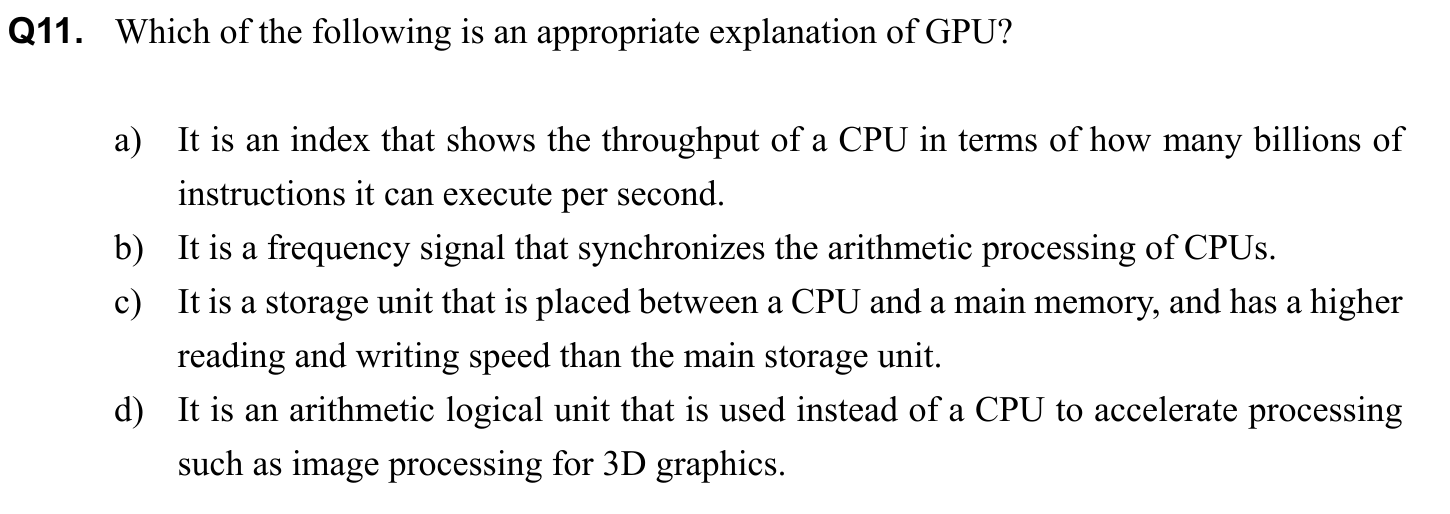 Q11. Which of the following is an appropriate explanation of GPU?
a) It is an index that shows the throughput of a CPU in terms of how many billions of
instructions it can execute per second.
b) It is a frequency signal that synchronizes the arithmetic processing of CPUs.
c) It is a storage unit that is placed between a CPU and a main memory, and has a higher
reading and writing speed than the main storage unit.
d) It is an arithmetic logical unit that is used instead of a CPU to accelerate processing
such as image processing for 3D graphics.